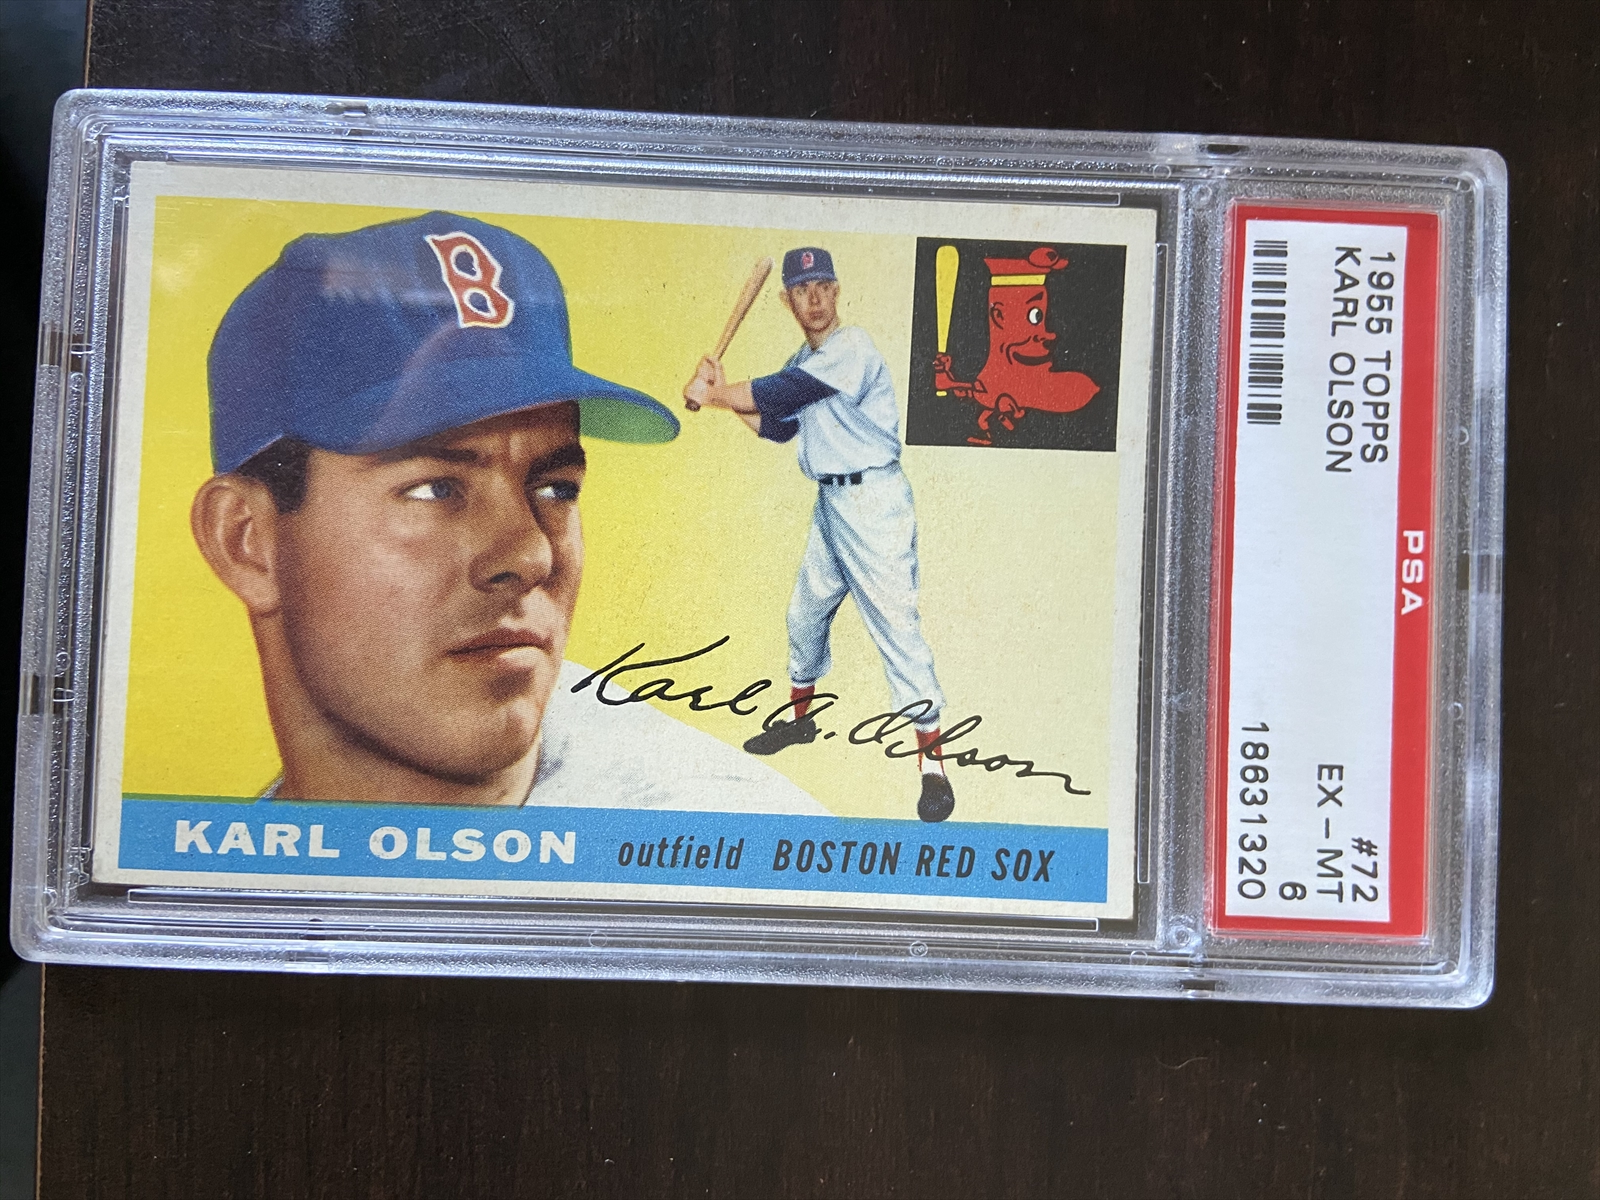 KARL OLSON outfield BOSTON RED SOX
Karl A. Olson
B
1955 TOPPS #72
KARL OLSON EX-MT
6
18631320
PSA